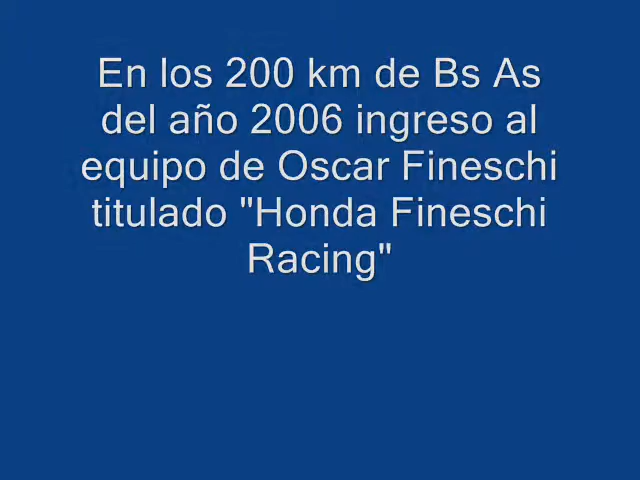 En los 200 km de Bs As
del año 2006 ingreso al
equipo de Oscar Fineschi
titulado "Honda Fineschi
Racing"